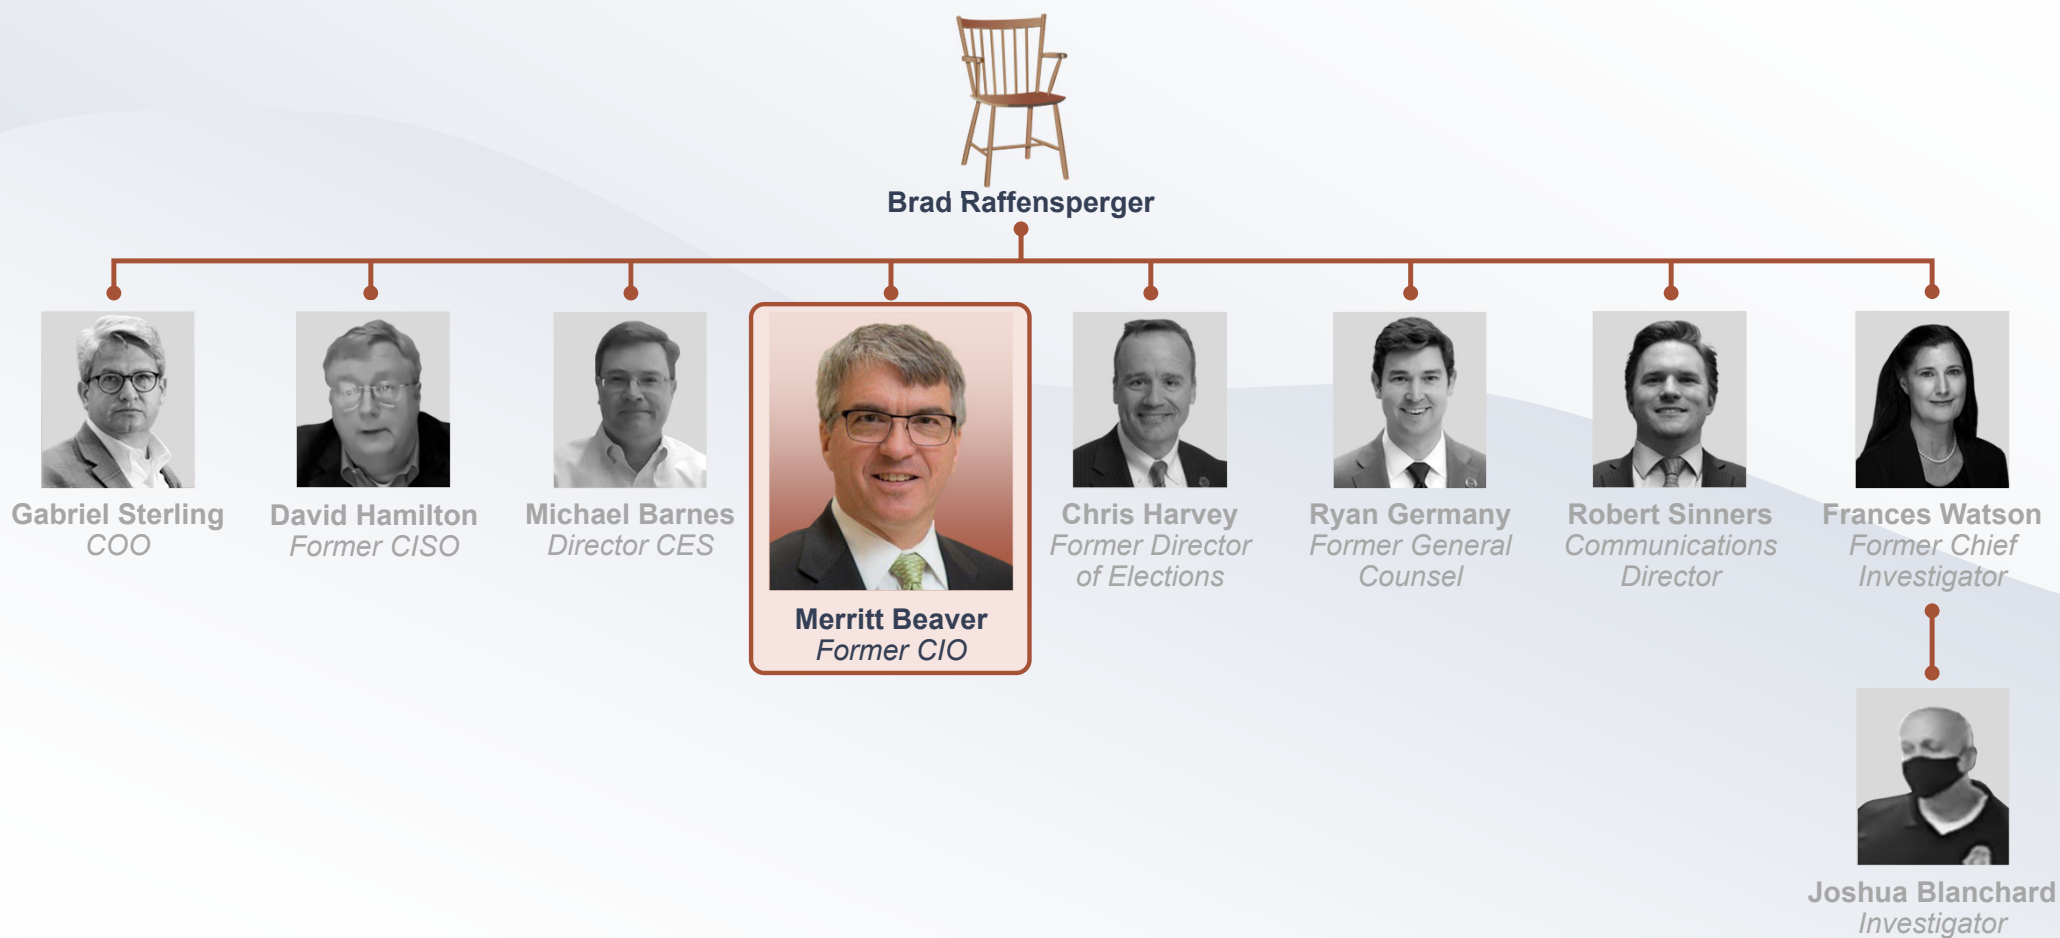 Brad Raffensperger
Gabriel Sterling
COO
David Hamilton
Former CISO
Michael Barnes
Director CES
Merritt Beaver
Former CIO
Chris Harvey
Former Director
of Elections
Ryan Germany
Former General
Counsel
Robert Sinners
Communications
Director
Frances Watson
Former Chief
Investigator
Joshua Blanchard
Investigator